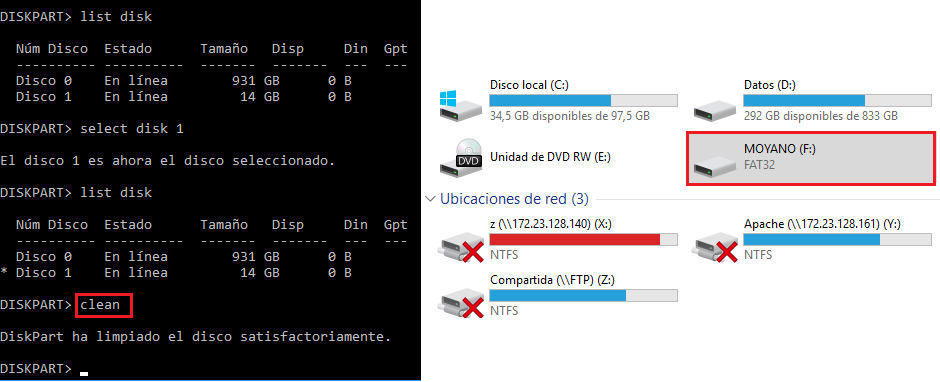 DISKPART> list disk
Núm Disco  Estado      Tamaño   Disp     Din  Gpt
---------- ---------- ------- ------- --- ---
Disco 0    En línea        931 GB      0 B
Disco 1    En línea         14 GB      0 B
DISKPART> select disk 1
El disco 1 es ahora el disco seleccionado.
DISKPART> list disk
Núm Disco  Estado      Tamaño   Disp     Din  Gpt
---------- ---------- ------- ------- --- ---
Disco 0    En línea        931 GB      0 B
* Disco 1    En línea         14 GB      0 B
DISKPART> clean
DiskPart ha limpiado el disco satisfactoriamente.
DISKPART>
Disco local (C:)
34,5 GB disponibles de 97,5 GB
Datos (D:)
292 GB disponibles de 833 GB
DVD
Unidad de DVD RW (E:)
MOYANO (F:)
FAT32
Ubicaciones de red (3)
z (\\172.23.128.140) (X:)
NTFS
Apache (\\172.23.128.161) (Y:)
NTFS
Compartida (\\FTP) (Z:)
NTFS